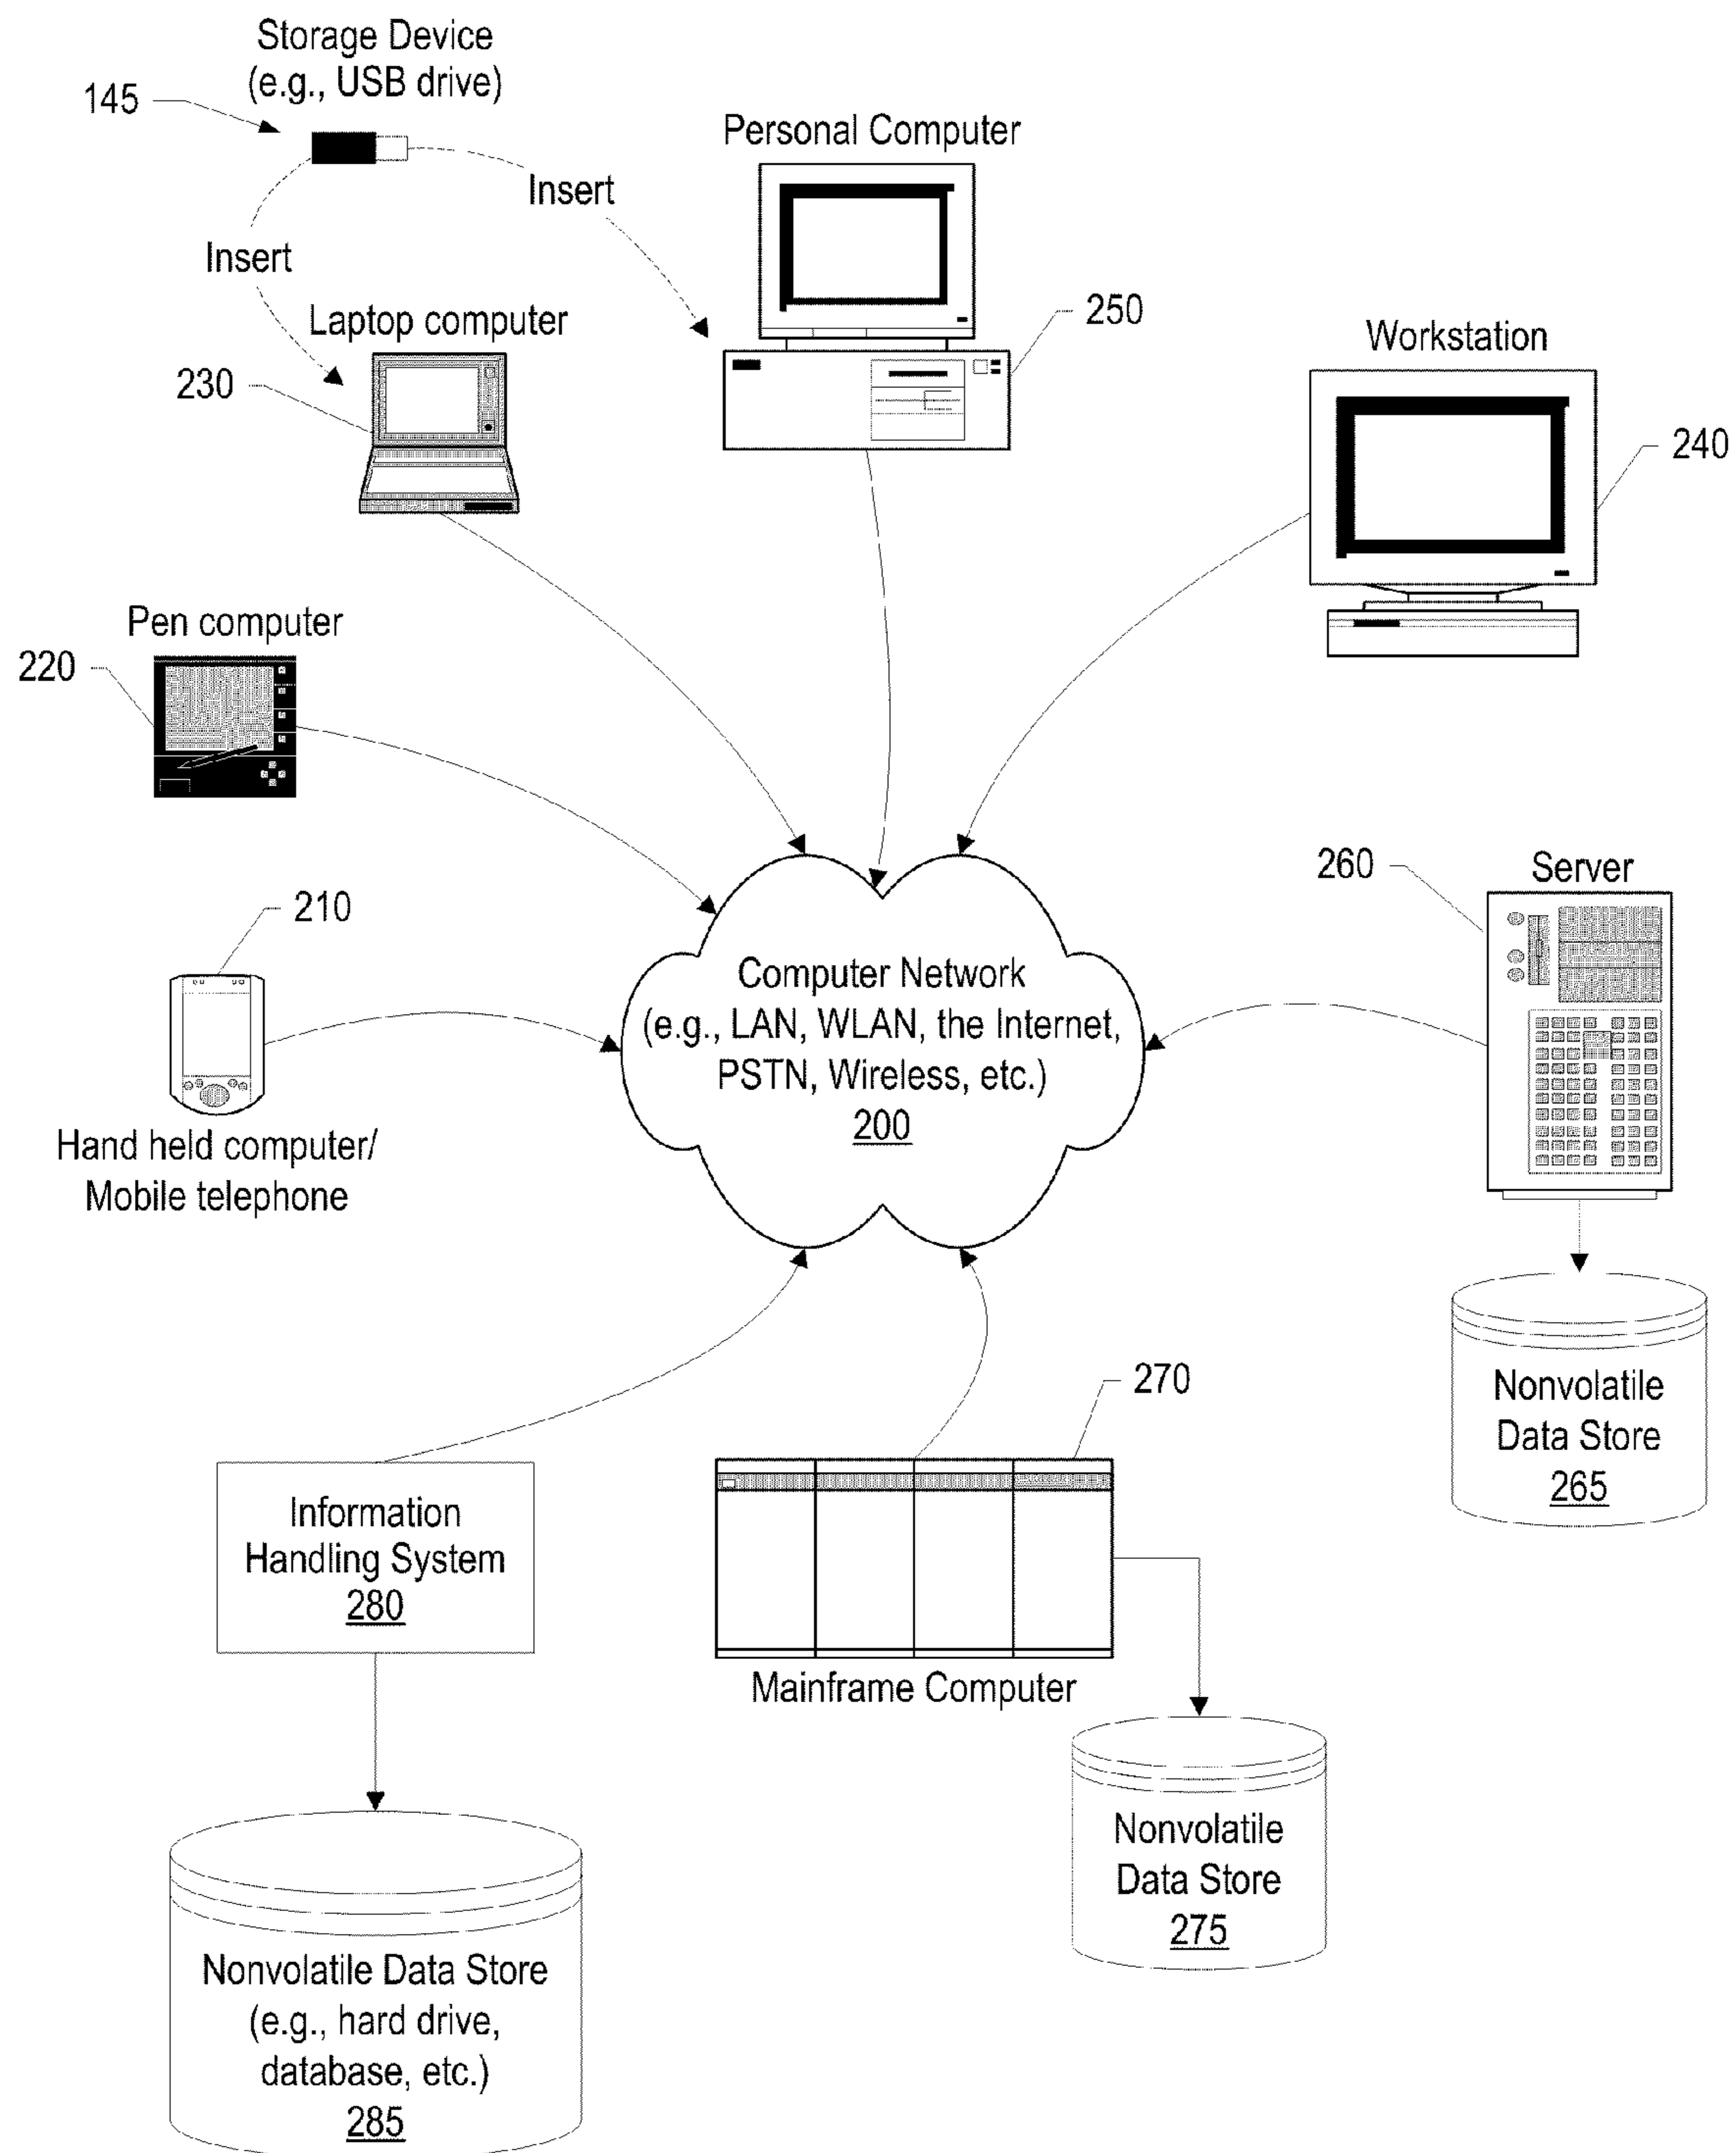 Storage Device
(e.g., USB drive)
145
Personal Computer
Insert
Insert
Laptop computer
250
Workstation
230
240
Pen computer
220
260
Server
210
Computer Network
(e.g., LAN, WLAN, the Internet,
PSTN, Wireless, etc.)
200
Hand held computer/
Mobile telephone
270
Nonvolatile
Data Store
265
Information
Handling System
280
Mainframe Computer
Nonvolatile
Data Store
275
Nonvolatile Data Store
(e.g., hard drive,
database, etc.)
285